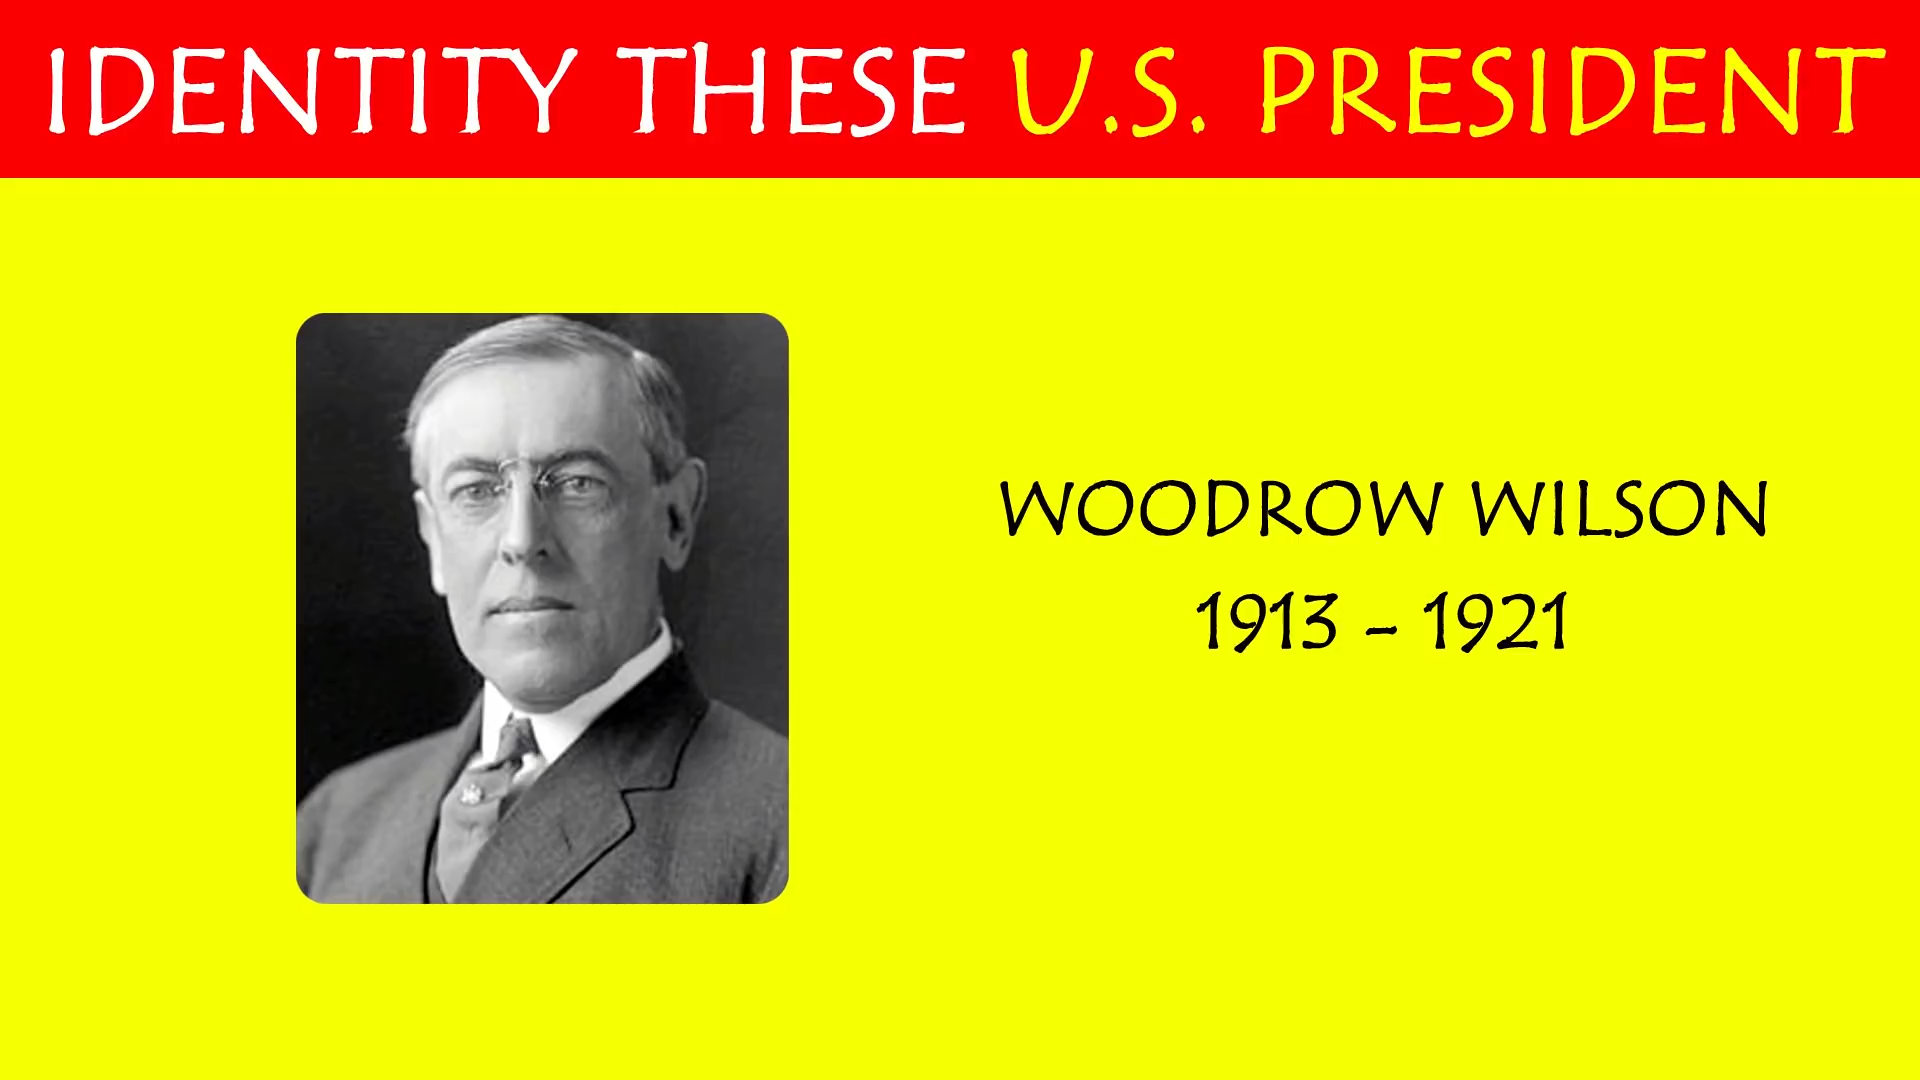 IDENTITY THESE U.S. PRESIDENT
WOODROW WILSON
1913 - 1921